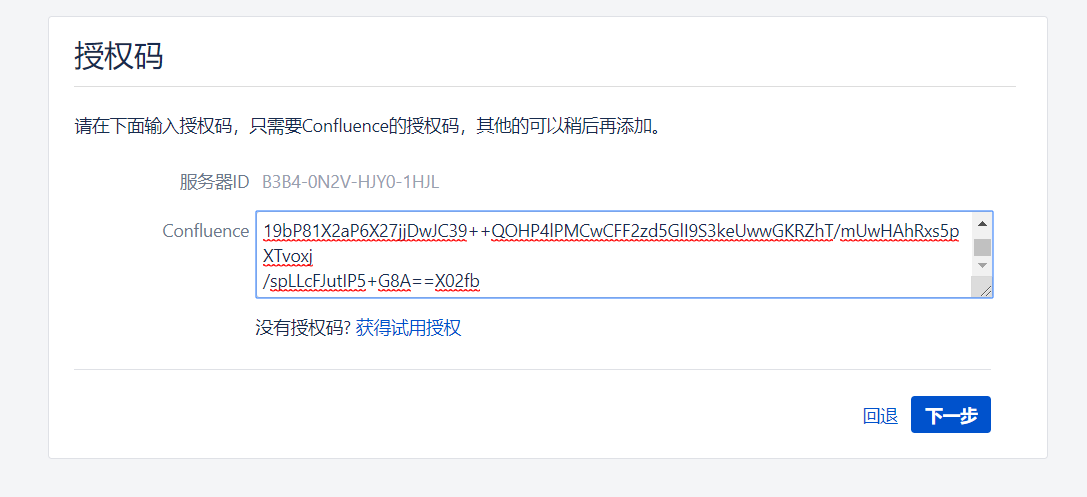 授权码
请在下面输入授权码，只需要Confluence的授权码，其他的可以稍后再添加。
服务器ID B3B4-0N2V-HJY0-1HJL
Confluence
19bP81X2aP6X27jjDwJC39++QOHP4lPMCwCFF2zd5GlI9S3keUwwGKRZhT/mUwHAhRxs5p
XTvoxj
/spLLcFJutIP5+G8A==X02fb
没有授权码? 获得试用授权
回退 下一步